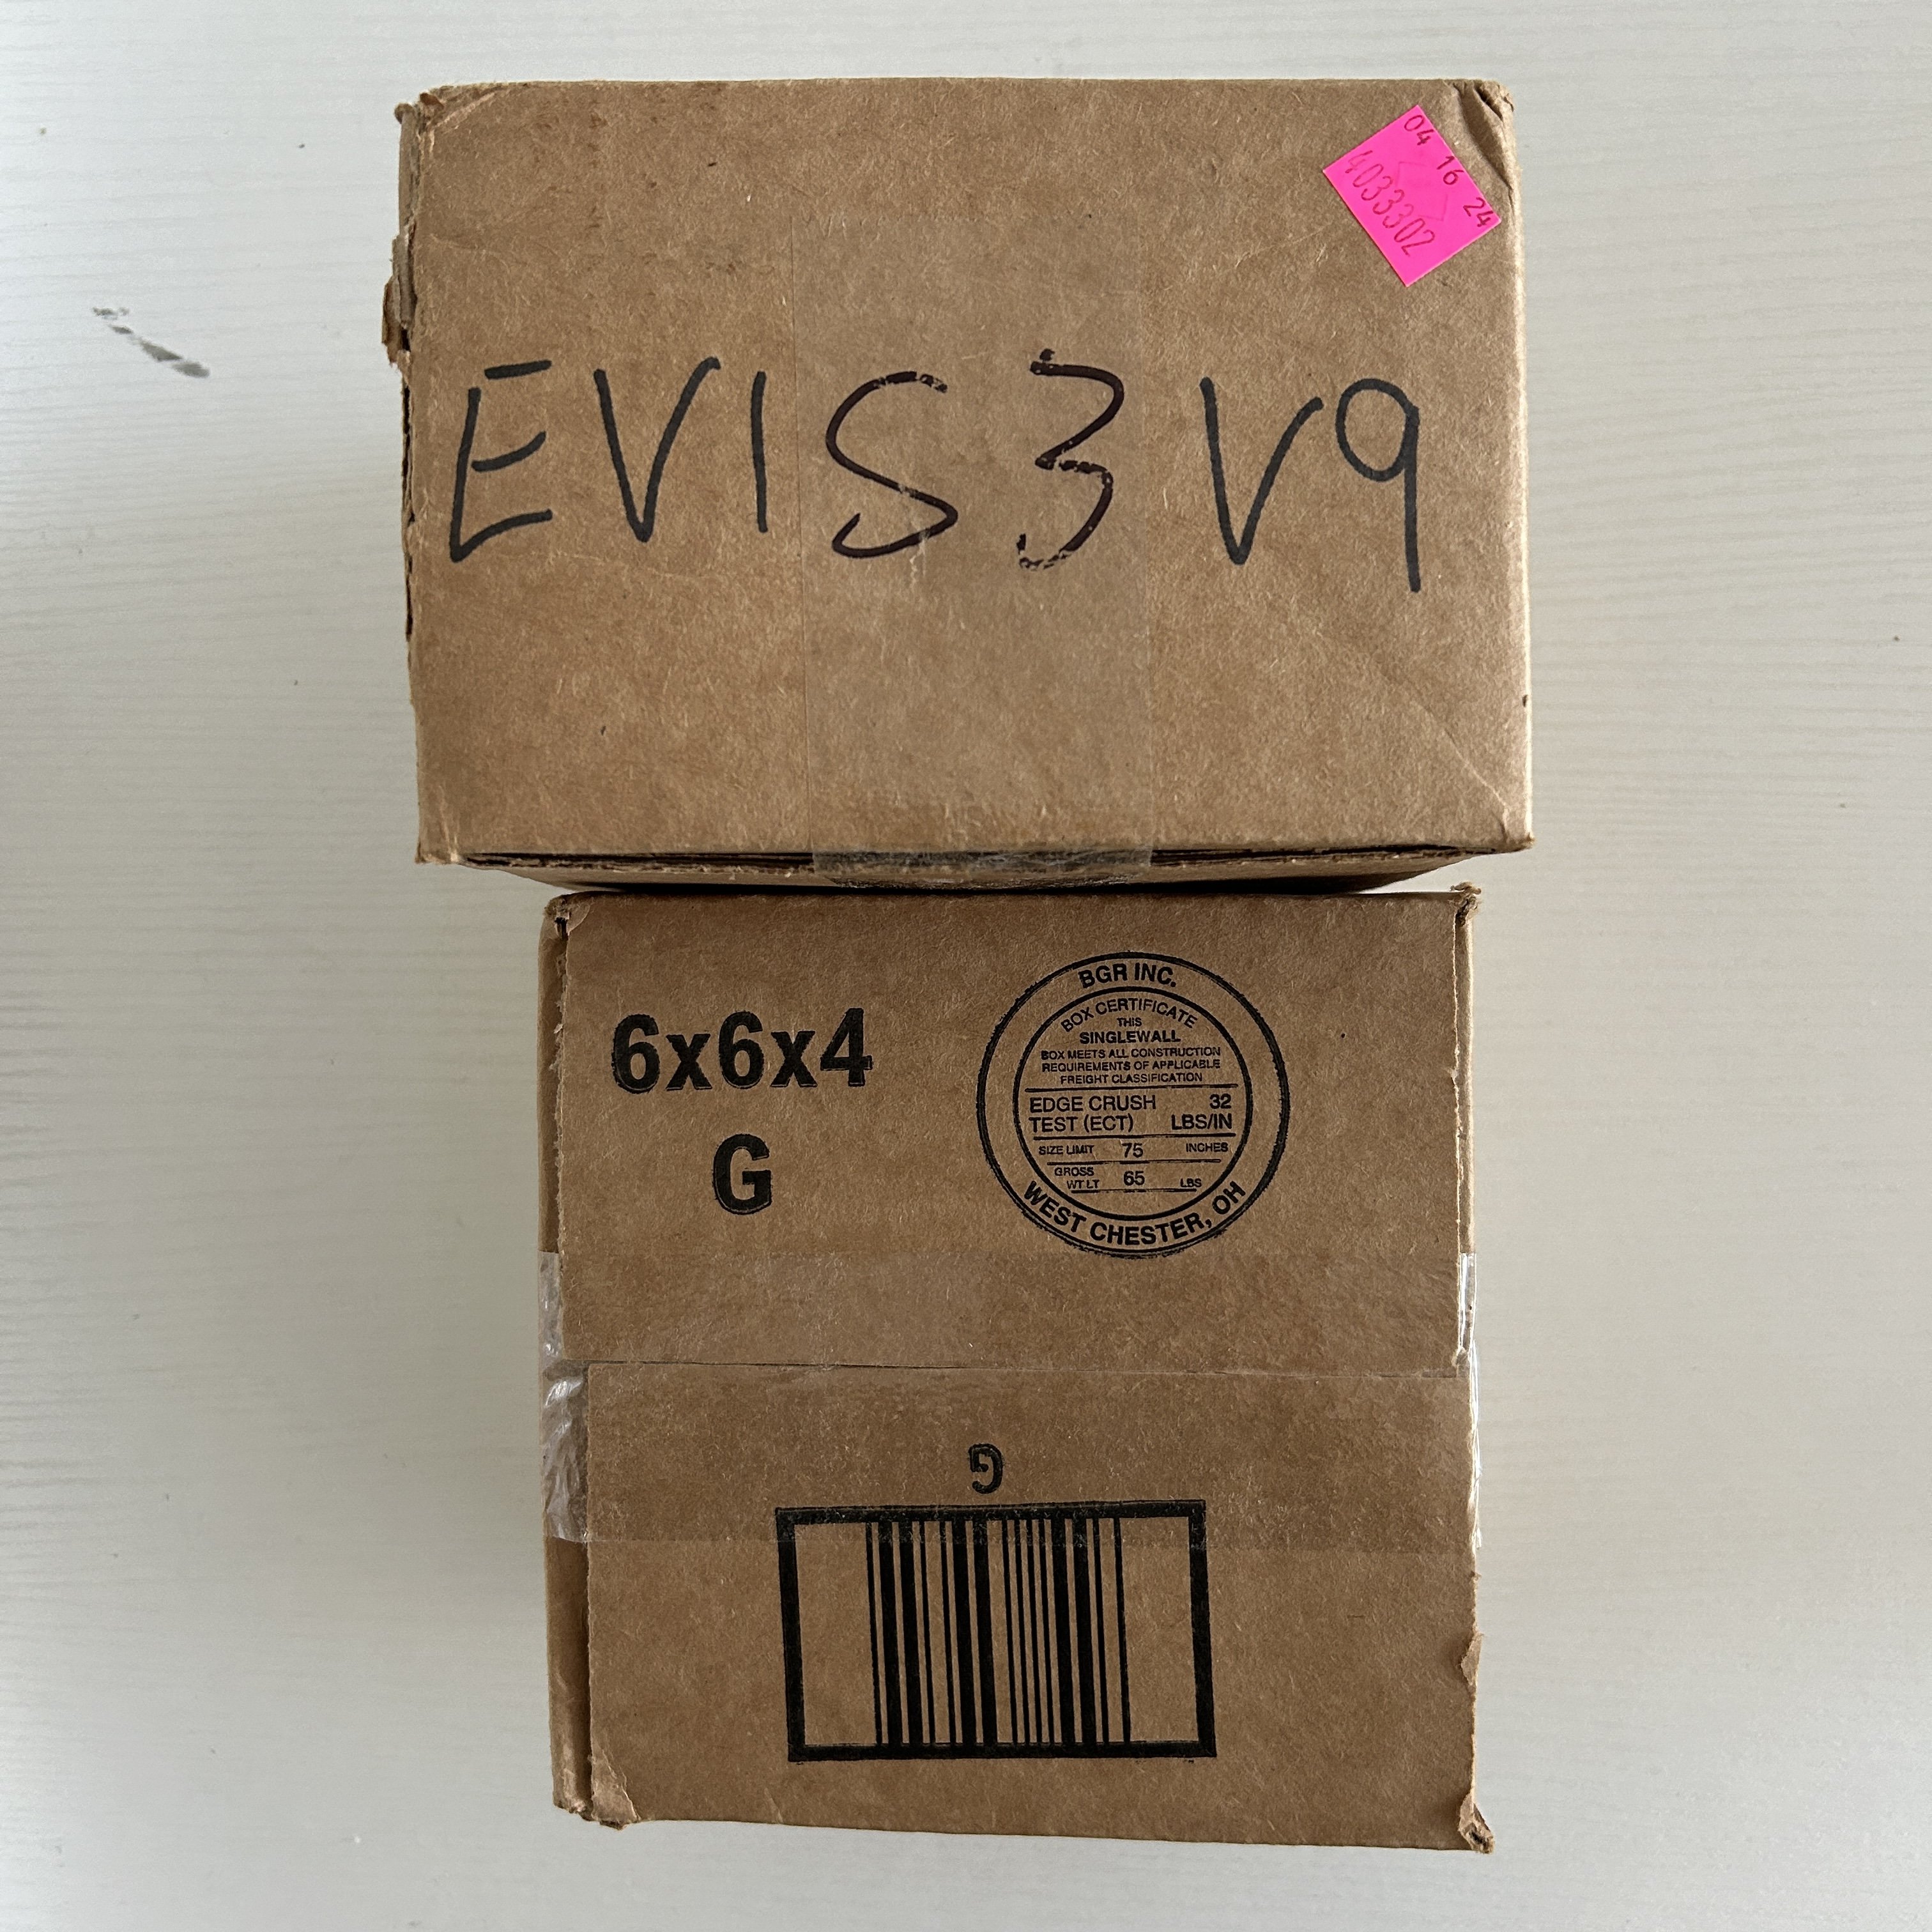 04 16 24
4033302
EVIS3V9
6x6x4
G
BGR INC.
BOX CERTIFICATE
THIS
SINGLEWALL
BOX MEETS ALL CONSTRUCTION
REQUIREMENTS OF APPLICABLE
FREIGHT CLASSIFICATION
EDGE CRUSH 32
TEST (ECT) LBS/IN
SIZE LIMIT 75 INCHES
GROSS
WT LT 65 LBS
WEST CHESTER, OH
G